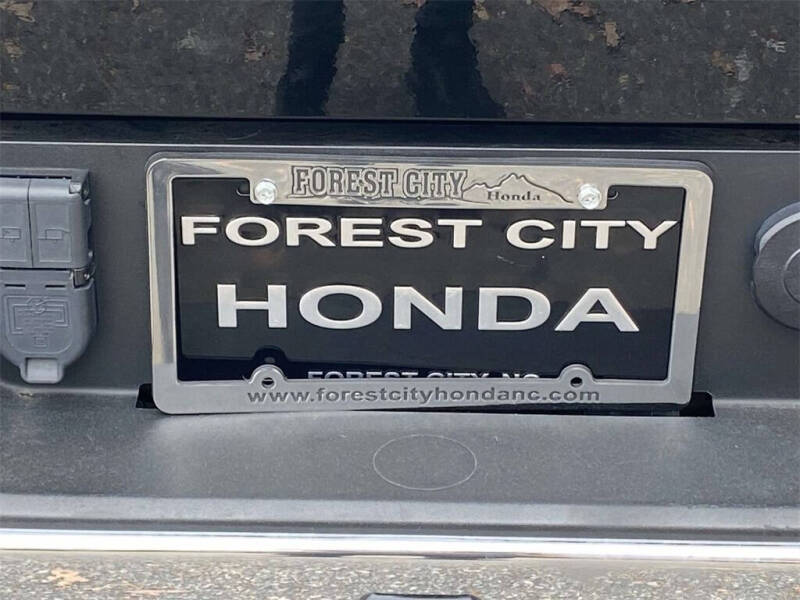 FOREST CITY
Honda
FOREST CITY
HONDA
FOREST CITY, NC
www.forestcityhondanc.com